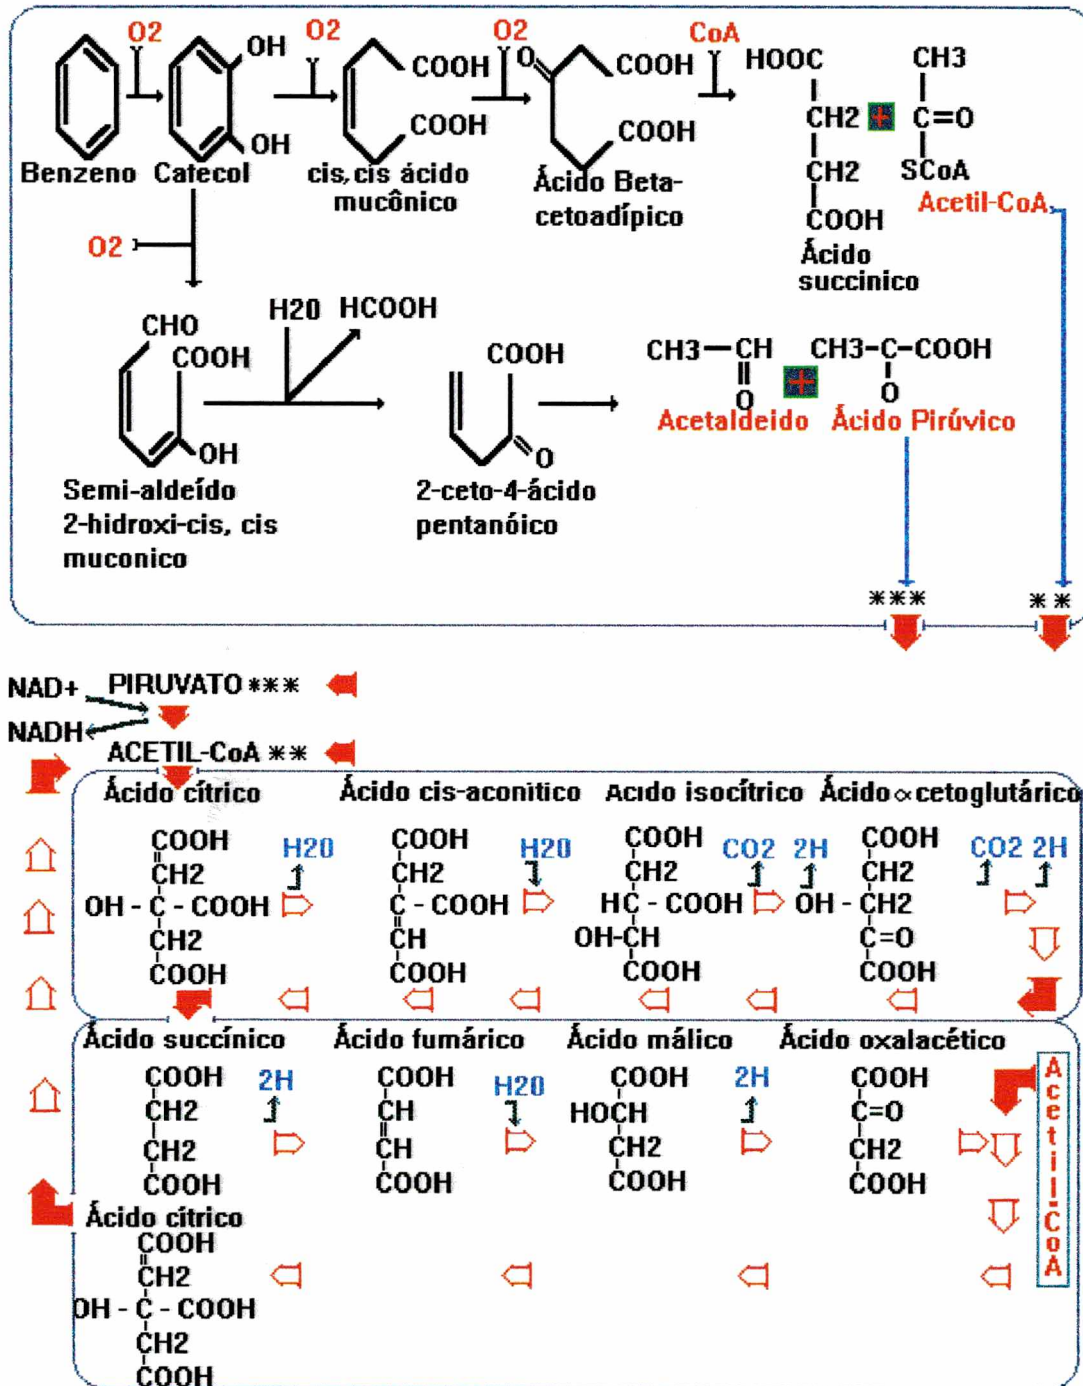 O2
O2
O2
CoA
OH
OH
COOH
COOH
O
COOH
COOH
HOOC
CH2
CH2
COOH
+
CH3
C=O
SCoA
Benzeno
Catecol
cis,cis ácido
mucônico
Ácido Beta-
cetoadípico
Ácido
succinico
Acetil-CoA
O2
CHO
COOH
OH
H20
HCOOH
COOH
O
CH3-CH
O
+
CH3-C-COOH
O
Acetaldeido
Ácido Pirúvico
Semi-aldeído
2-hidroxi-cis, cis
muconico
2-ceto-4-ácido
pentanóico
***
**
NAD+
PIRUVATO ***
NADH
ACETIL-CoA **
Ácido cítrico
Ácido cis-aconitico
Acido isocítrico
Ácido ∝ cetoglutárico
COOH
CH2
OH - C - COOH
CH2
COOH
H20
COOH
CH2
C - COOH
CH
COOH
H20
COOH
CH2
HC - COOH
OH-CH
COOH
CO2
2H
COOH
CH2
OH - CH2
C=O
COOH
CO2
2H
Ácido succínico
Ácido fumárico
Ácido málico
Ácido oxalacético
COOH
CH2
CH2
COOH
2H
COOH
CH
CH
COOH
H20
COOH
HOCH
CH2
COOH
2H
COOH
C=O
CH2
COOH
Acetil-CoA
Ácido cítrico
COOH
CH2
OH - C - COOH
CH2
COOH